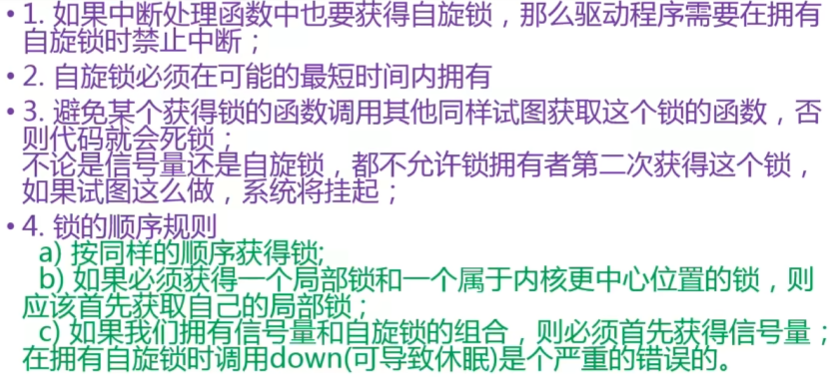 • 1. 如果中断处理函数中也要获得自旋锁，那么驱动程序需要在拥有
自旋锁时禁止中断；
• 2. 自旋锁必须在可能的最短时间内拥有
• 3. 避免某个获得锁的函数调用其他同样试图获取这个锁的函数，否
则代码就会死锁；
不论是信号量还是自旋锁，都不允许锁拥有者第二次获得这个锁，
如果试图这么做，系统将挂起；
• 4. 锁的顺序规则
a) 按同样的顺序获得锁;
b) 如果必须获得一个局部锁和一个属于内核更中心位置的锁，则
应该首先获取自己的局部锁；
c) 如果我们拥有信号量和自旋锁的组合，则必须首先获得信号量；
在拥有自旋锁时调用down(可导致休眠)是个严重的错误的。